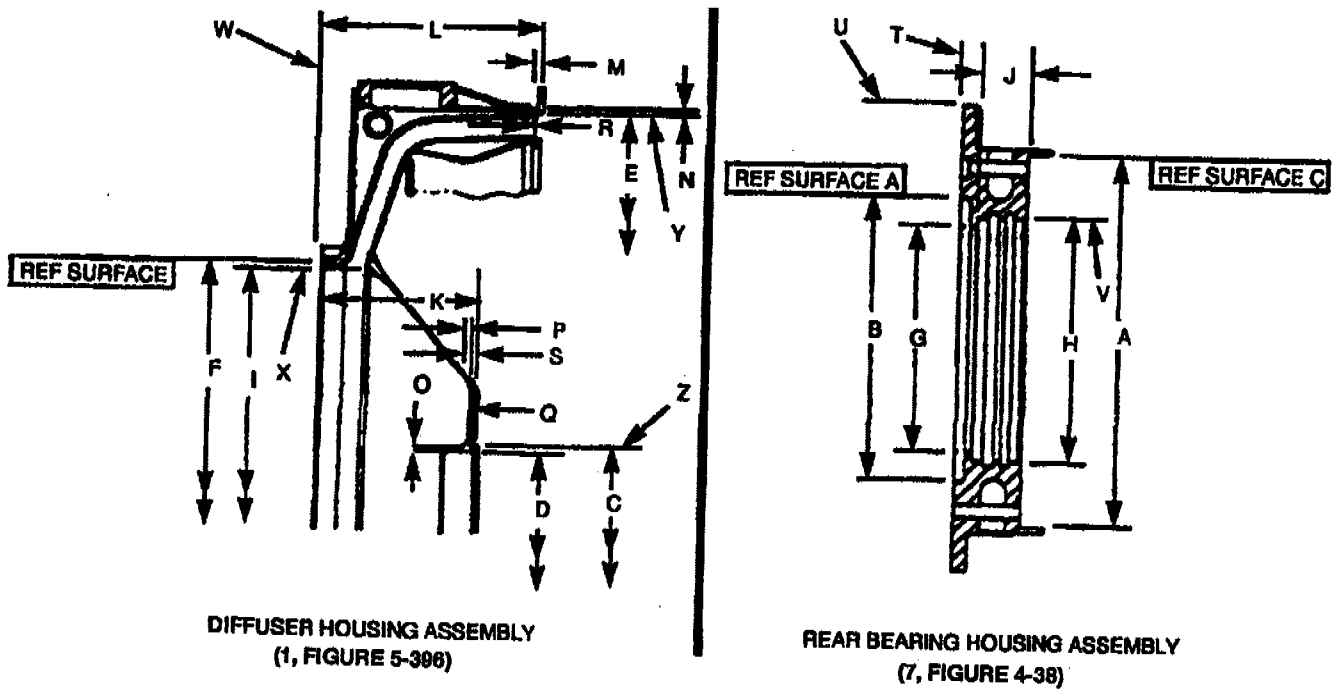 W
L
M
R
E
N
Y
REF SURFACE
K
P
S
F
I
X
O
Q
Z
D
C
DIFFUSER HOUSING ASSEMBLY
(1, FIGURE 5-396)
U
T
J
REF SURFACE A
REF SURFACE C
B
G
H
V
A
REAR BEARING HOUSING ASSEMBLY
(7, FIGURE 4-38)